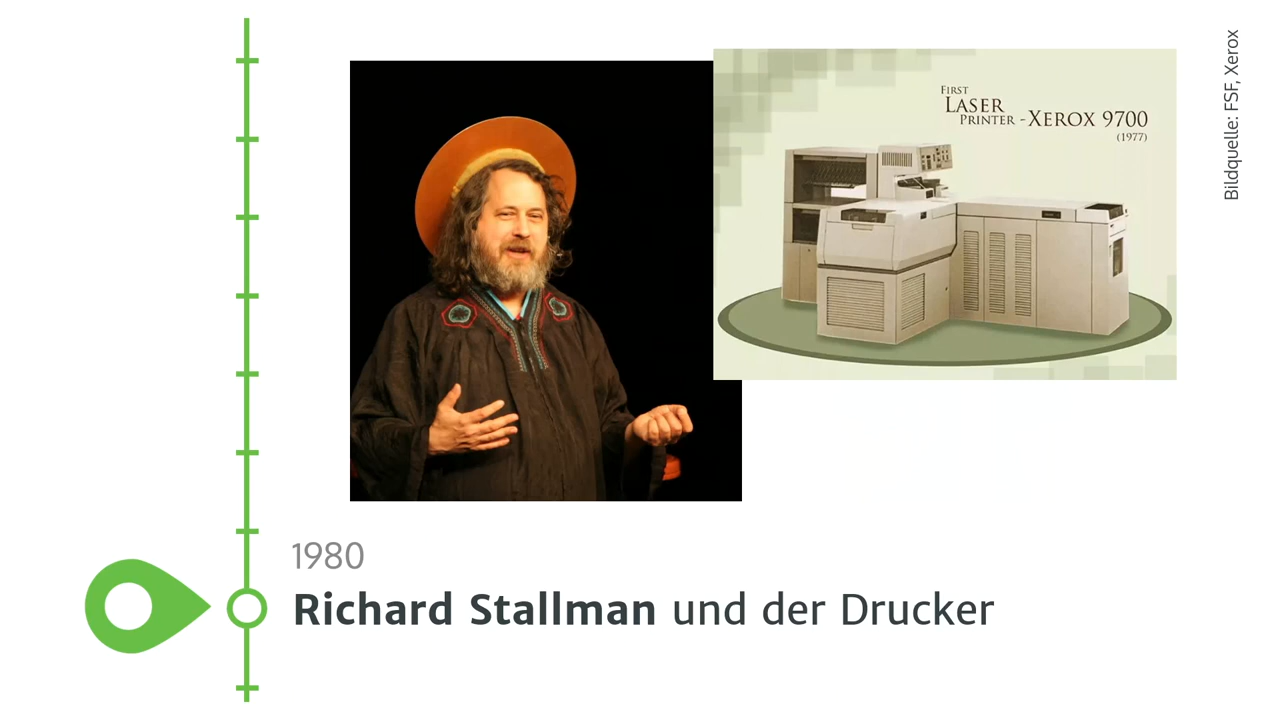 FIRST
LASER
PRINTER - XEROX 9700
(1977)
Bildquelle: FSF, Xerox
1980
Richard Stallman und der Drucker